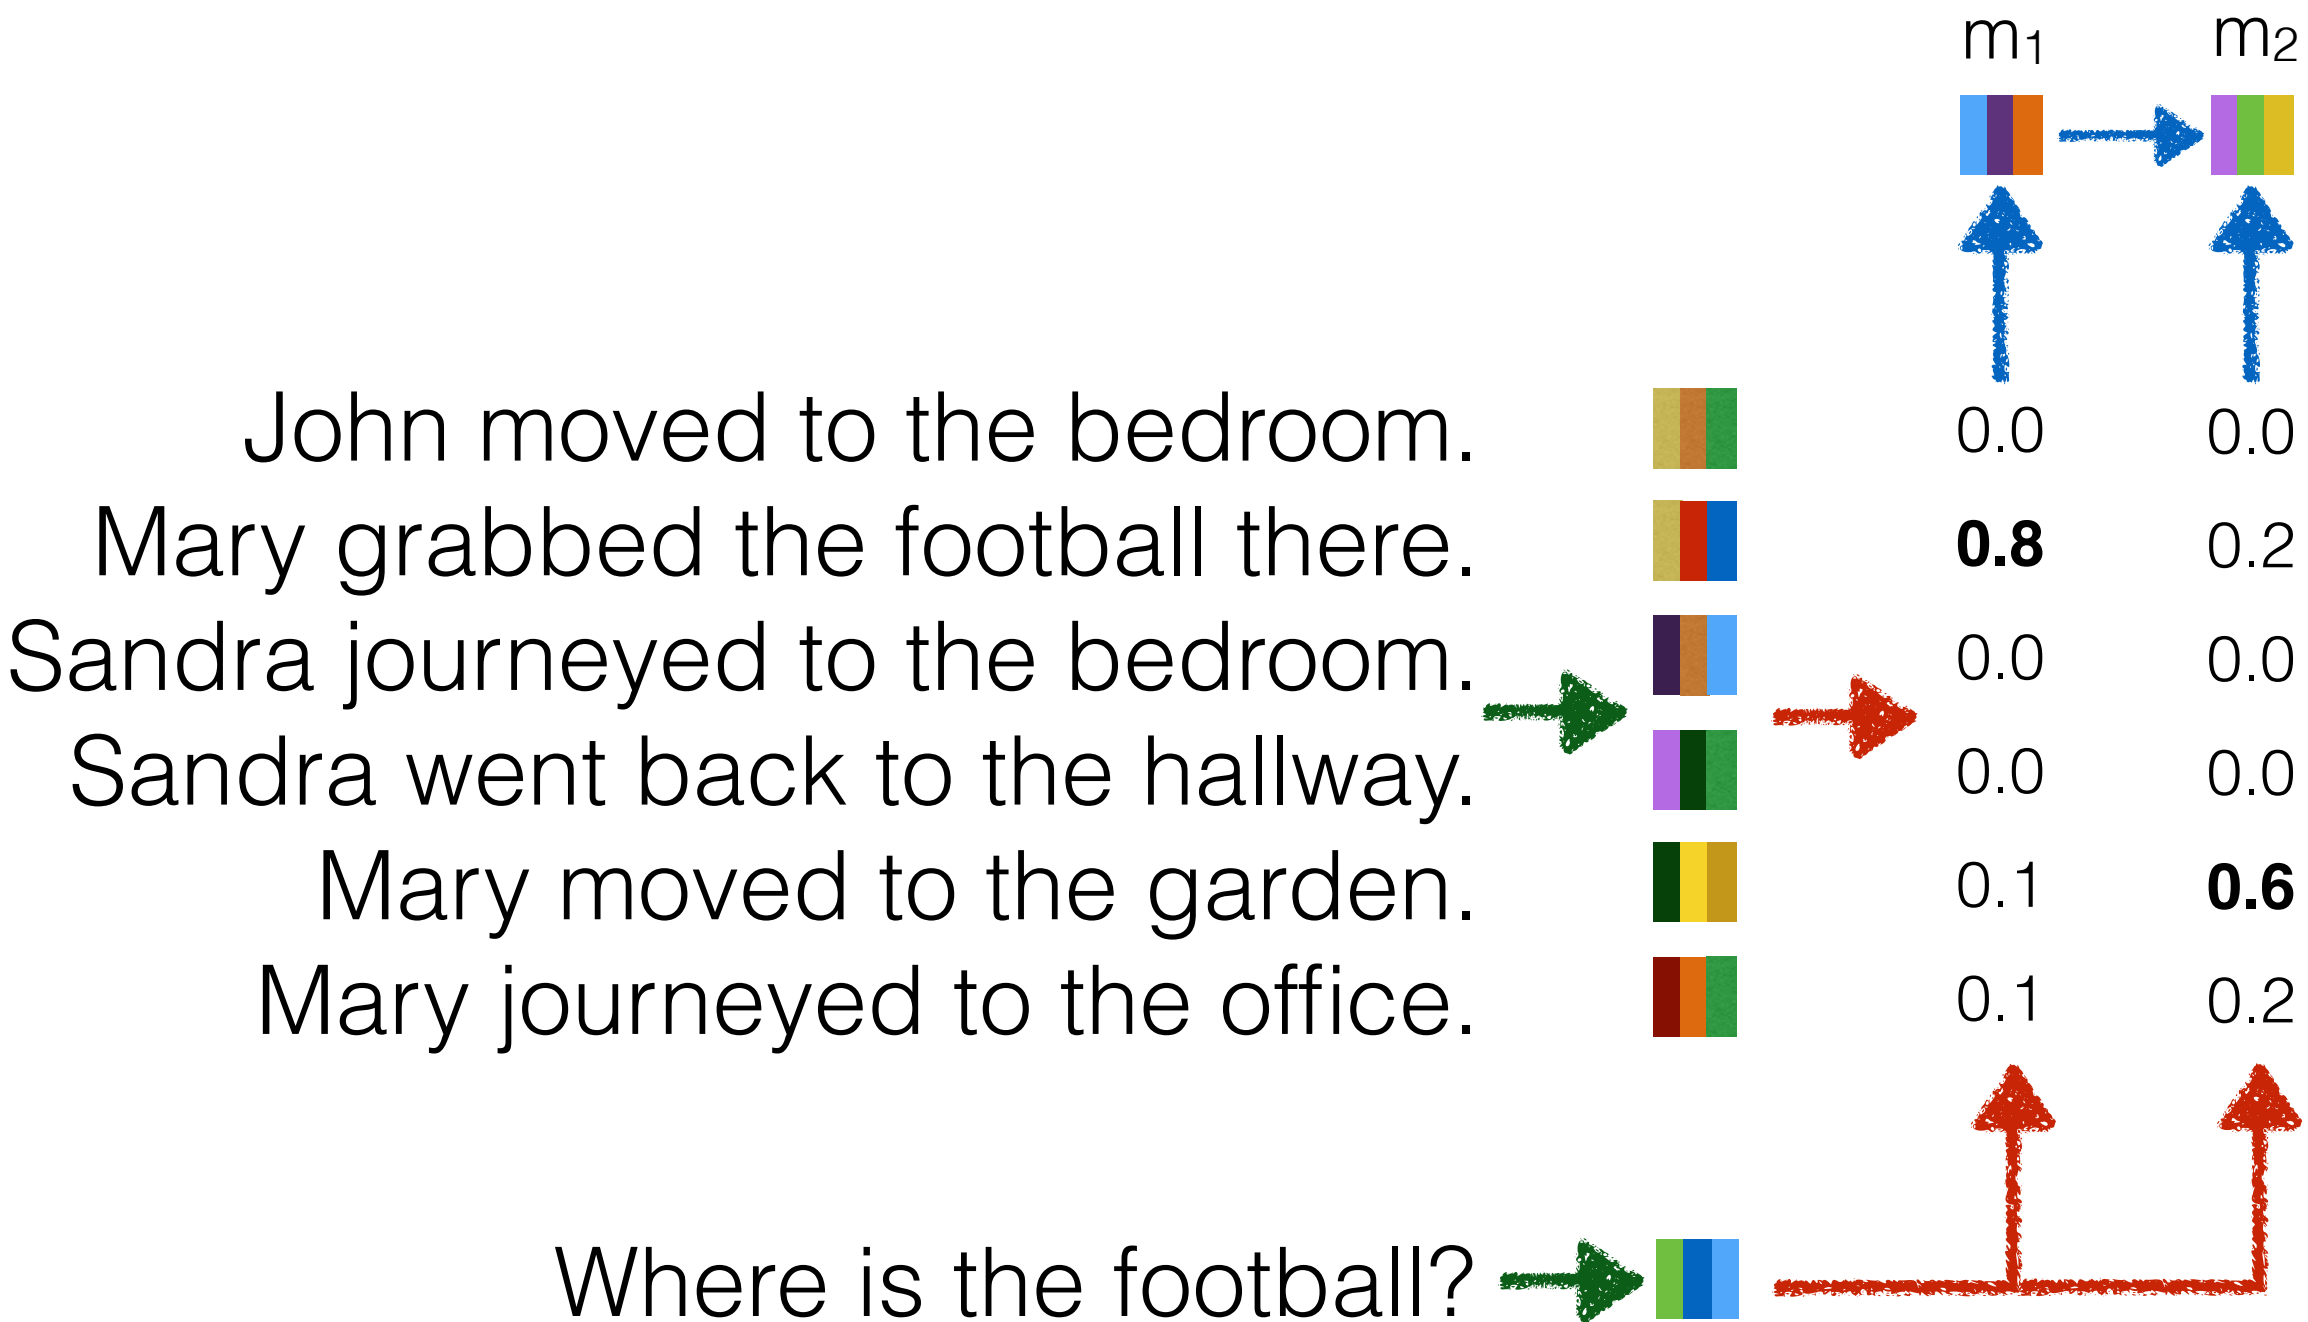 m₁ m₂
John moved to the bedroom. 0.0 0.0
Mary grabbed the football there. 0.8 0.2
Sandra journeyed to the bedroom. 0.0 0.0
Sandra went back to the hallway. 0.0 0.0
Mary moved to the garden. 0.1 0.6
Mary journeyed to the office. 0.1 0.2
Where is the football?